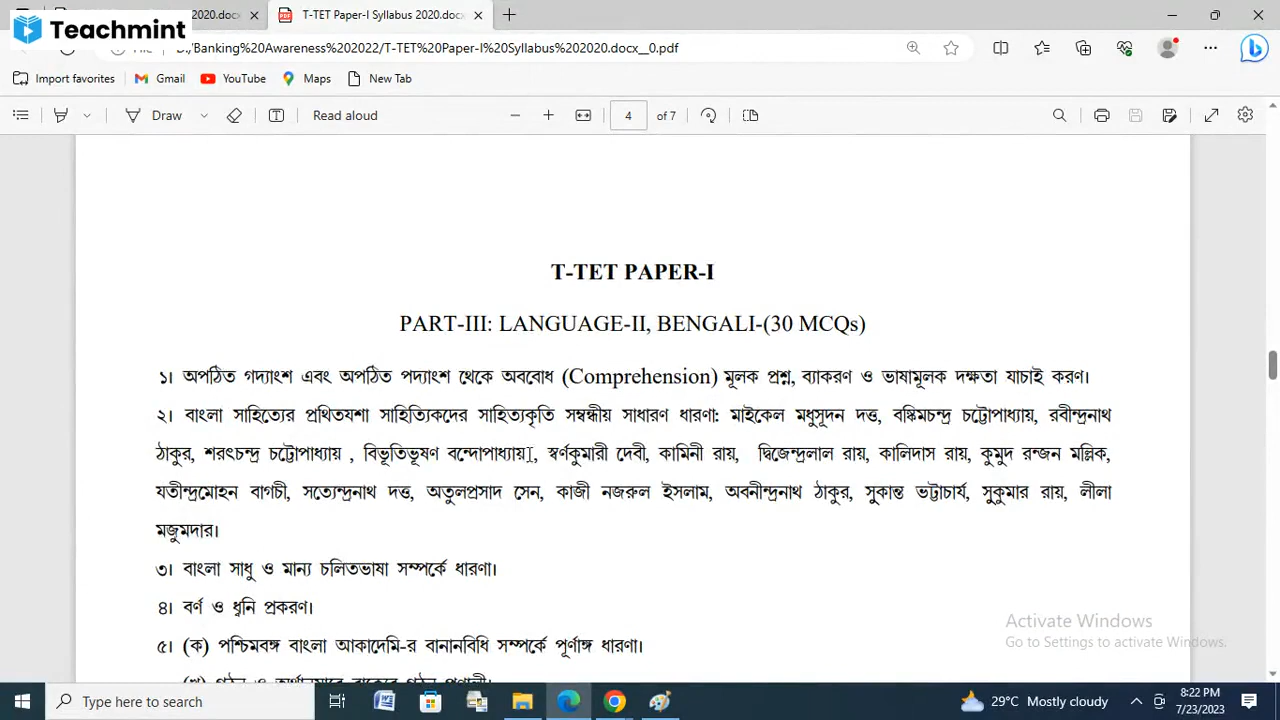 2020.docx
T-TET Paper-I Syllabus 2020.docx
Teachmint
/Banking%20Awareness%202022/T-TET%20Paper-I%20Syllabus%202020.docx__0.pdf
Import favorites
Gmail
YouTube
Maps
New Tab
Draw
Read aloud
4
of 7
T-TET PAPER-I
PART-III: LANGUAGE-II, BENGALI-(30 MCQs)
১। অপঠিত গদ্যাংশ এবং অপঠিত পদ্যাংশ থেকে অববোধ (Comprehension) মূলক প্রশ্ন, ব্যাকরণ ও ভাষামূলক দক্ষতা যাচাই করণ।
২। বাংলা সাহিত্যের প্রথিতযশা সাহিত্যিকদের সাহিত্যকৃতি সম্বন্ধীয় সাধারণ ধারণা: মাইকেল মধুসূদন দত্ত, বঙ্কিমচন্দ্র চট্টোপাধ্যায়, রবীন্দ্রনাথ
ঠাকুর, শরৎচন্দ্র চট্টোপাধ্যায় , বিভূতিভূষণ বন্দোপাধ্যায় , স্বর্ণকুমারী দেবী, কামিনী রায়, দ্বিজেন্দ্রলাল রায়, কালিদাস রায়, কুমুদ রন্জন মল্লিক,
যতীন্দ্রমোহন বাগচী, সত্যেন্দ্রনাথ দত্ত, অতুলপ্রসাদ সেন, কাজী নজরুল ইসলাম, অবনীন্দ্রনাথ ঠাকুর, সুকান্ত ভট্টাচার্য, সুকুমার রায়, লীলা
মজুমদার।
৩। বাংলা সাধু ও মান্য চলিতভাষা সম্পর্কে ধারণা।
৪। বর্ণ ও ধ্বনি প্রকরণ।
৫। (ক) পশ্চিমবঙ্গ বাংলা আকাদেমি-র বানানবিধি সম্পর্কে পূর্ণাঙ্গ ধারণা।
Activate Windows
Go to Settings to activate Windows.
Type here to search
29°C Mostly cloudy
8:22 PM
7/23/2023